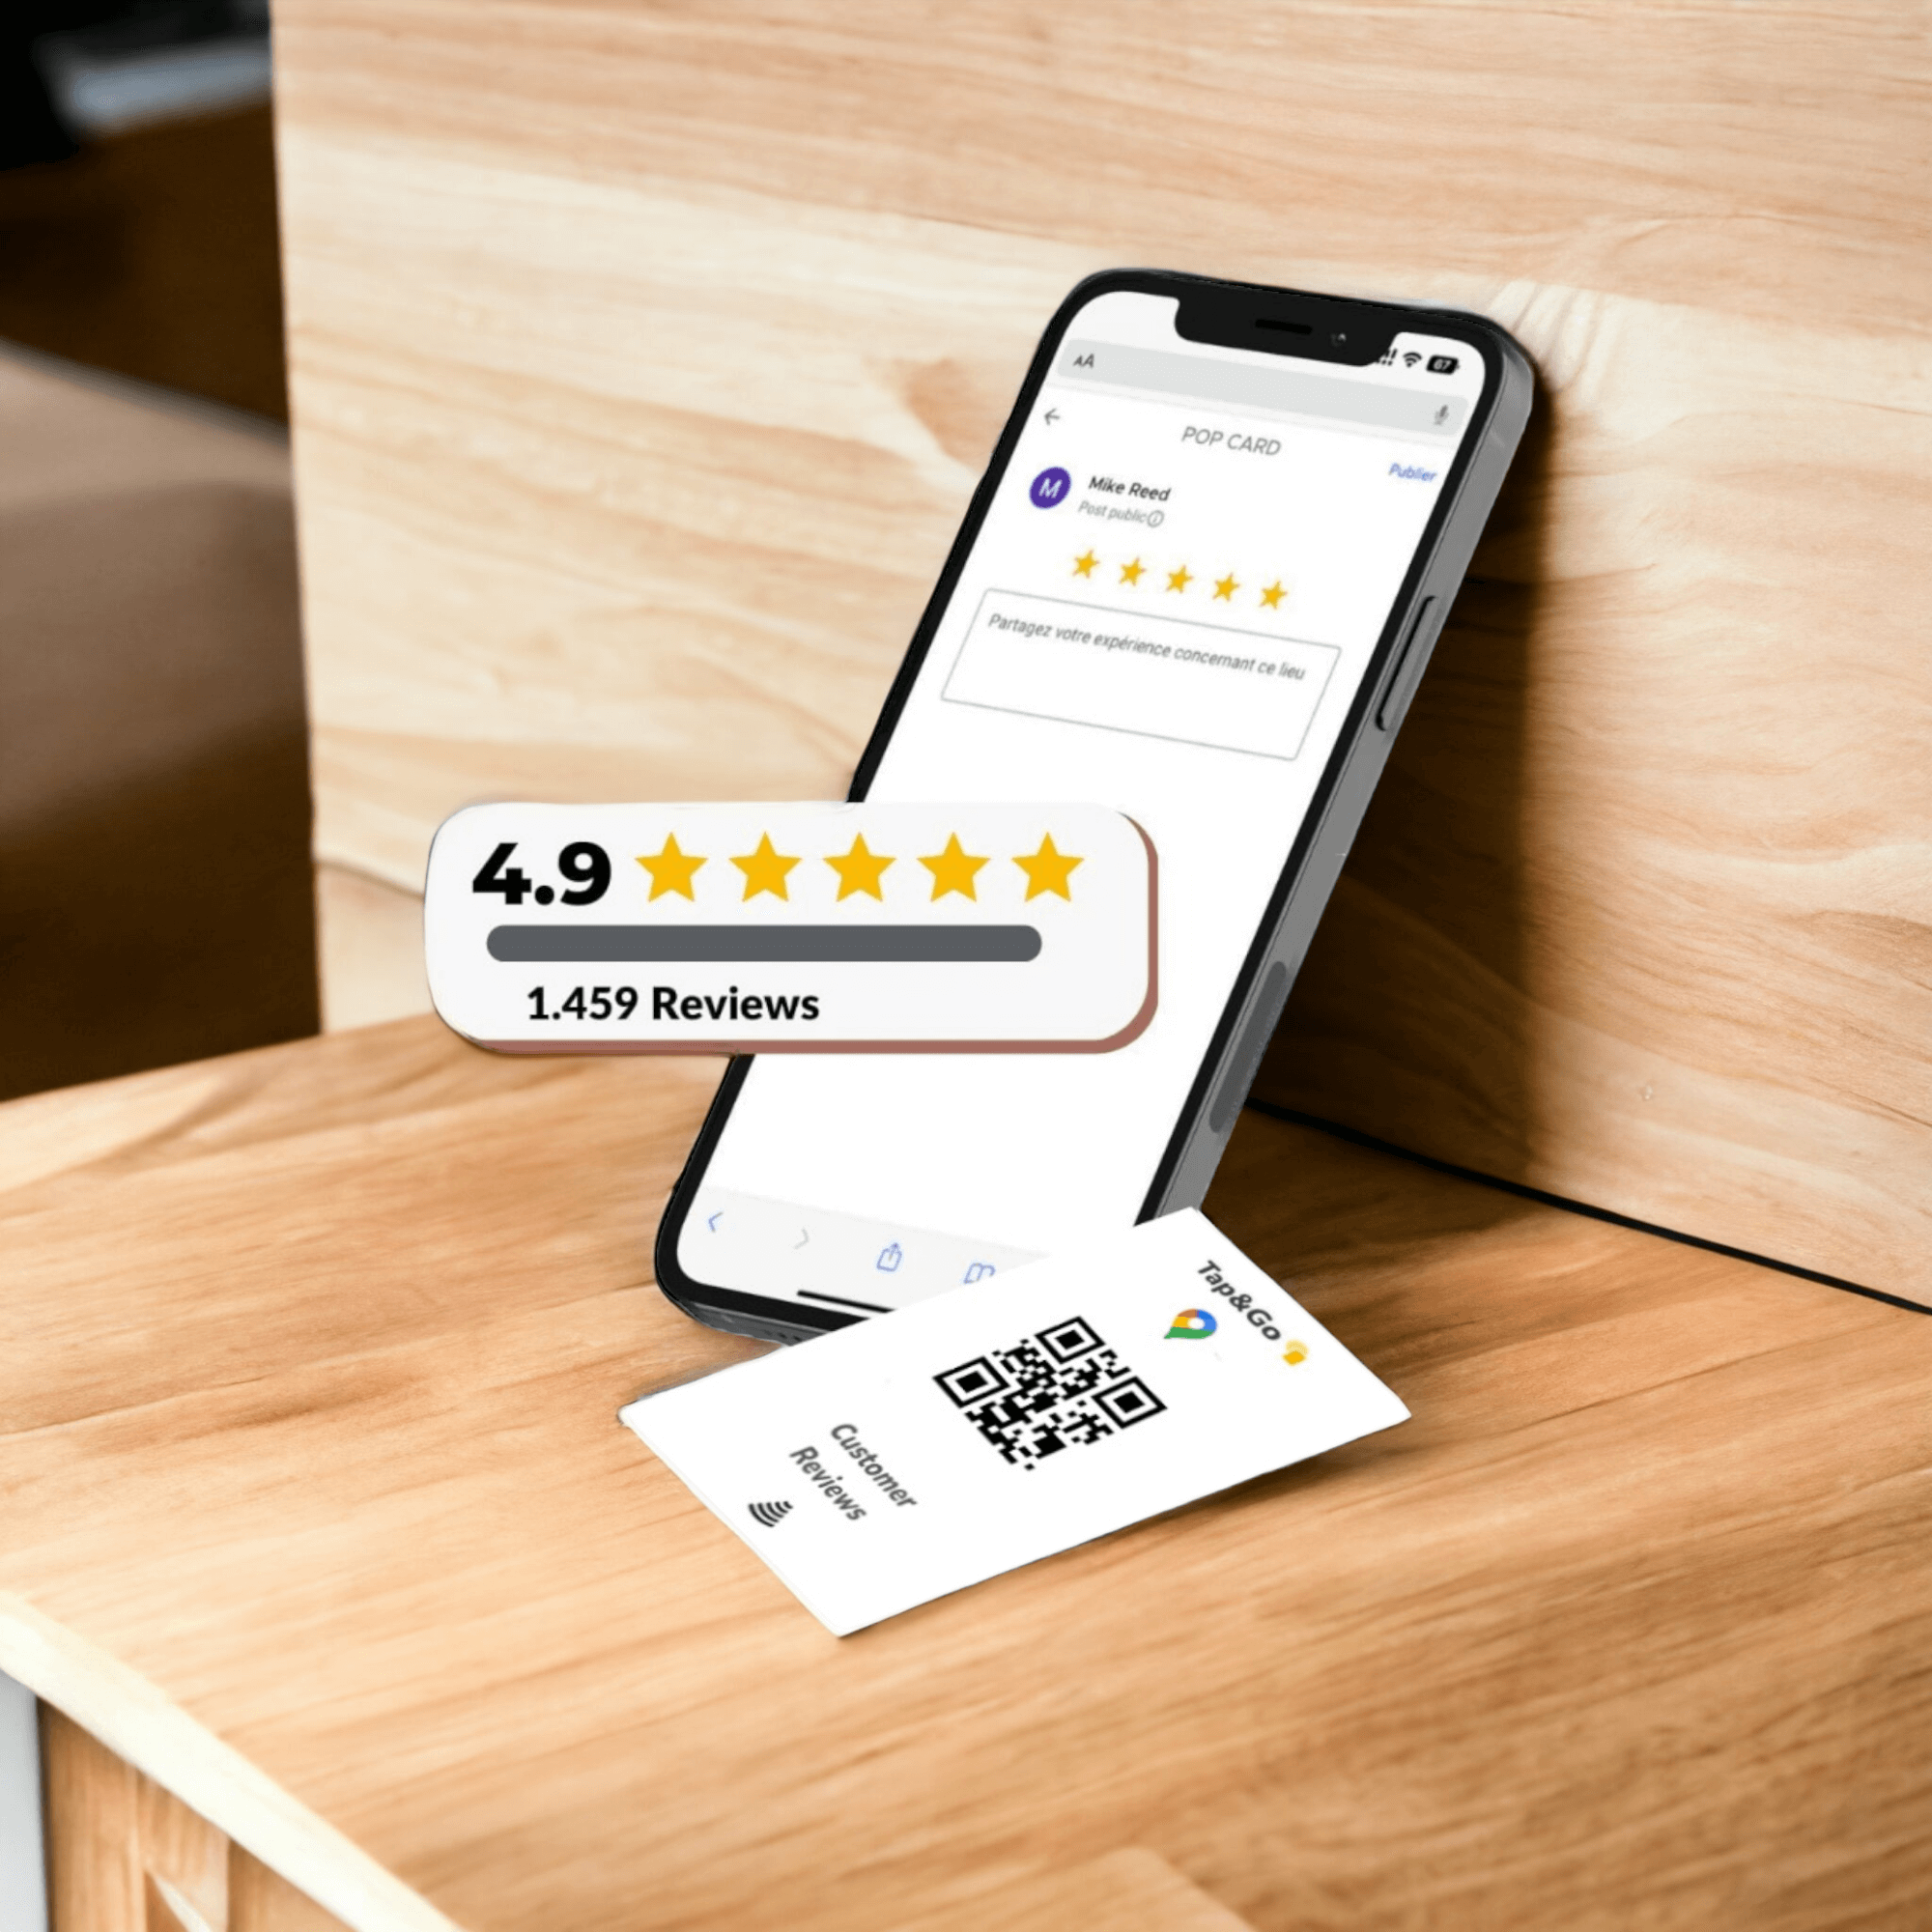 67
AA
POP CARD
Publier
M
Mike Reed
Post public
Partagez votre expérience concernant ce lieu
4.9
1.459 Reviews
Tap&Go
Customer
Reviews